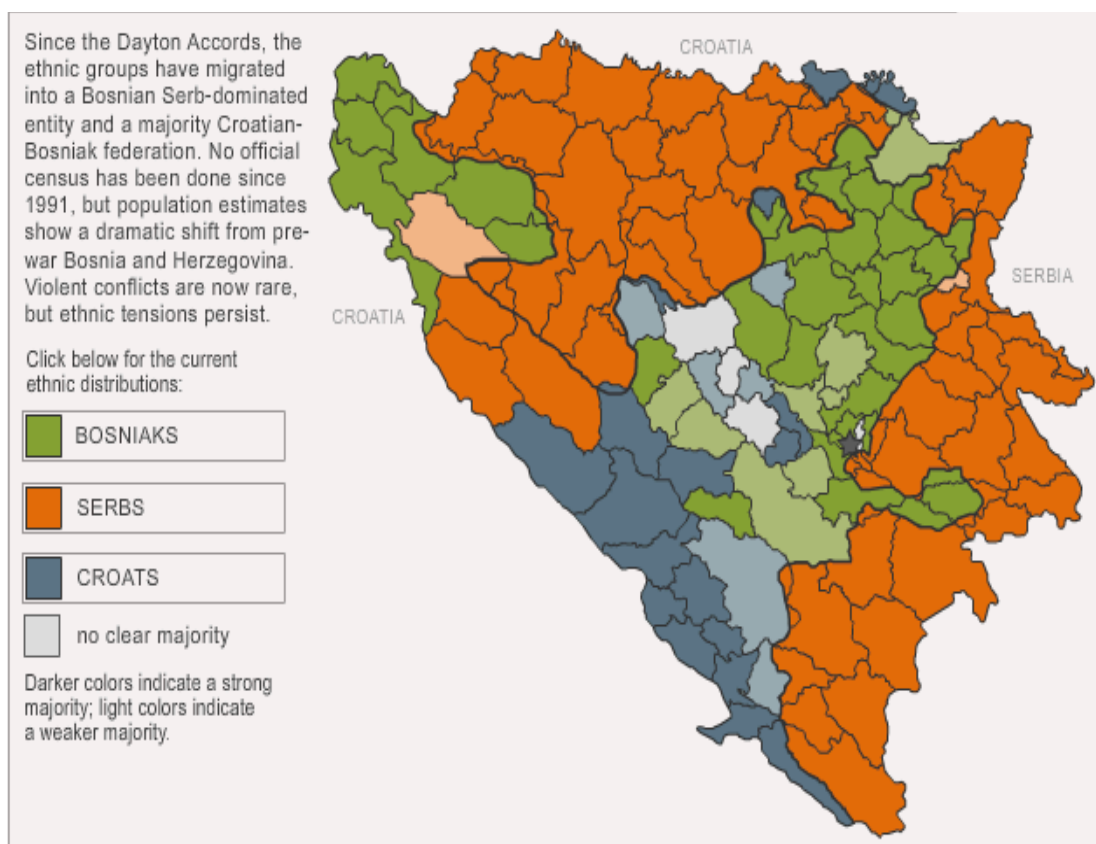 Since the Dayton Accords, the
ethnic groups have migrated
into a Bosnian Serb-dominated
entity and a majority Croatian-
Bosniak federation. No official
census has been done since
1991, but population estimates
show a dramatic shift from pre-
war Bosnia and Herzegovina.
Violent conflicts are now rare,
but ethnic tensions persist.
Click below for the current
ethnic distributions:
BOSNIAKS
SERBS
CROATS
no clear majority
Darker colors indicate a strong
majority; light colors indicate
a weaker majority.
CROATIA
CROATIA
SERBIA